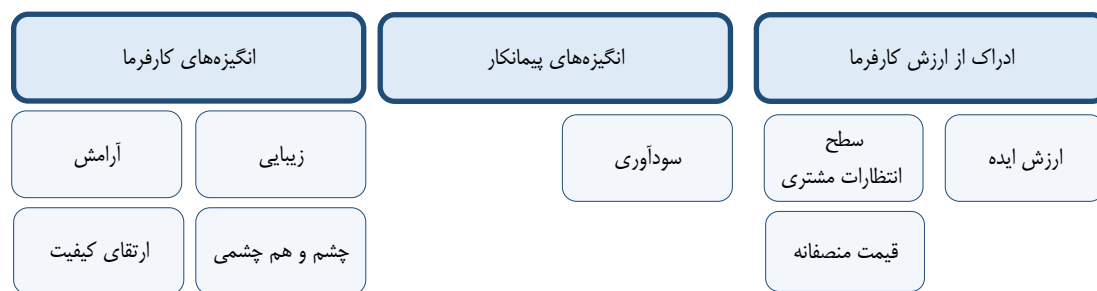 ادراک از ارزش کارفرما
انگیزه‌های پیمانکار
انگیزه‌های کارفرما
ارزش ایده
سطح
انتظارات مشتری
سودآوری
زیبایی
آرامش
قیمت منصفانه
چشم و هم چشمی
ارتقای کیفیت